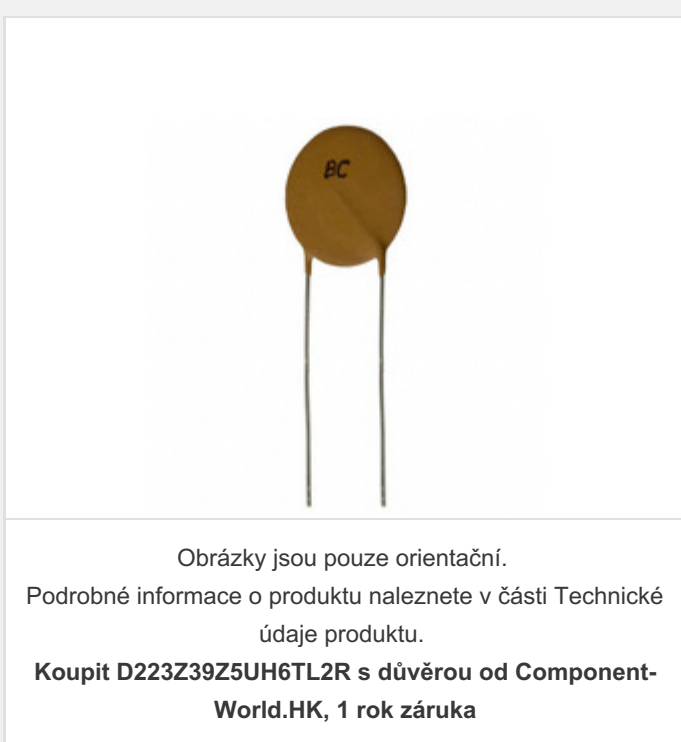 BC
Obrázky jsou pouze orientační.
Podrobné informace o produktu naleznete v části Technické
údaje produktu.
Koupit D223Z39Z5UH6TL2R s důvěrou od Component-
World.HK, 1 rok záruka